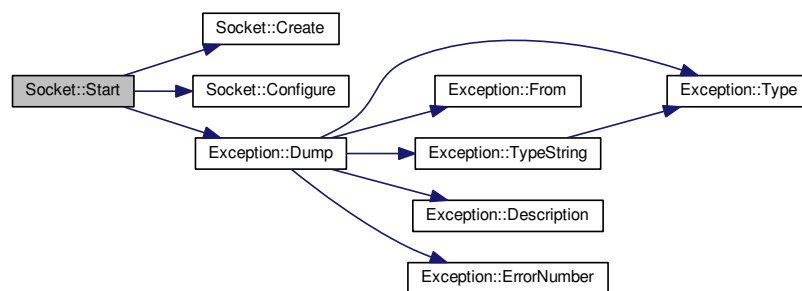 Socket::Create
Socket::Start
Socket::Configure
Exception::From
Exception::Type
Exception::Dump
Exception::TypeString
Exception::Description
Exception::ErrorNumber